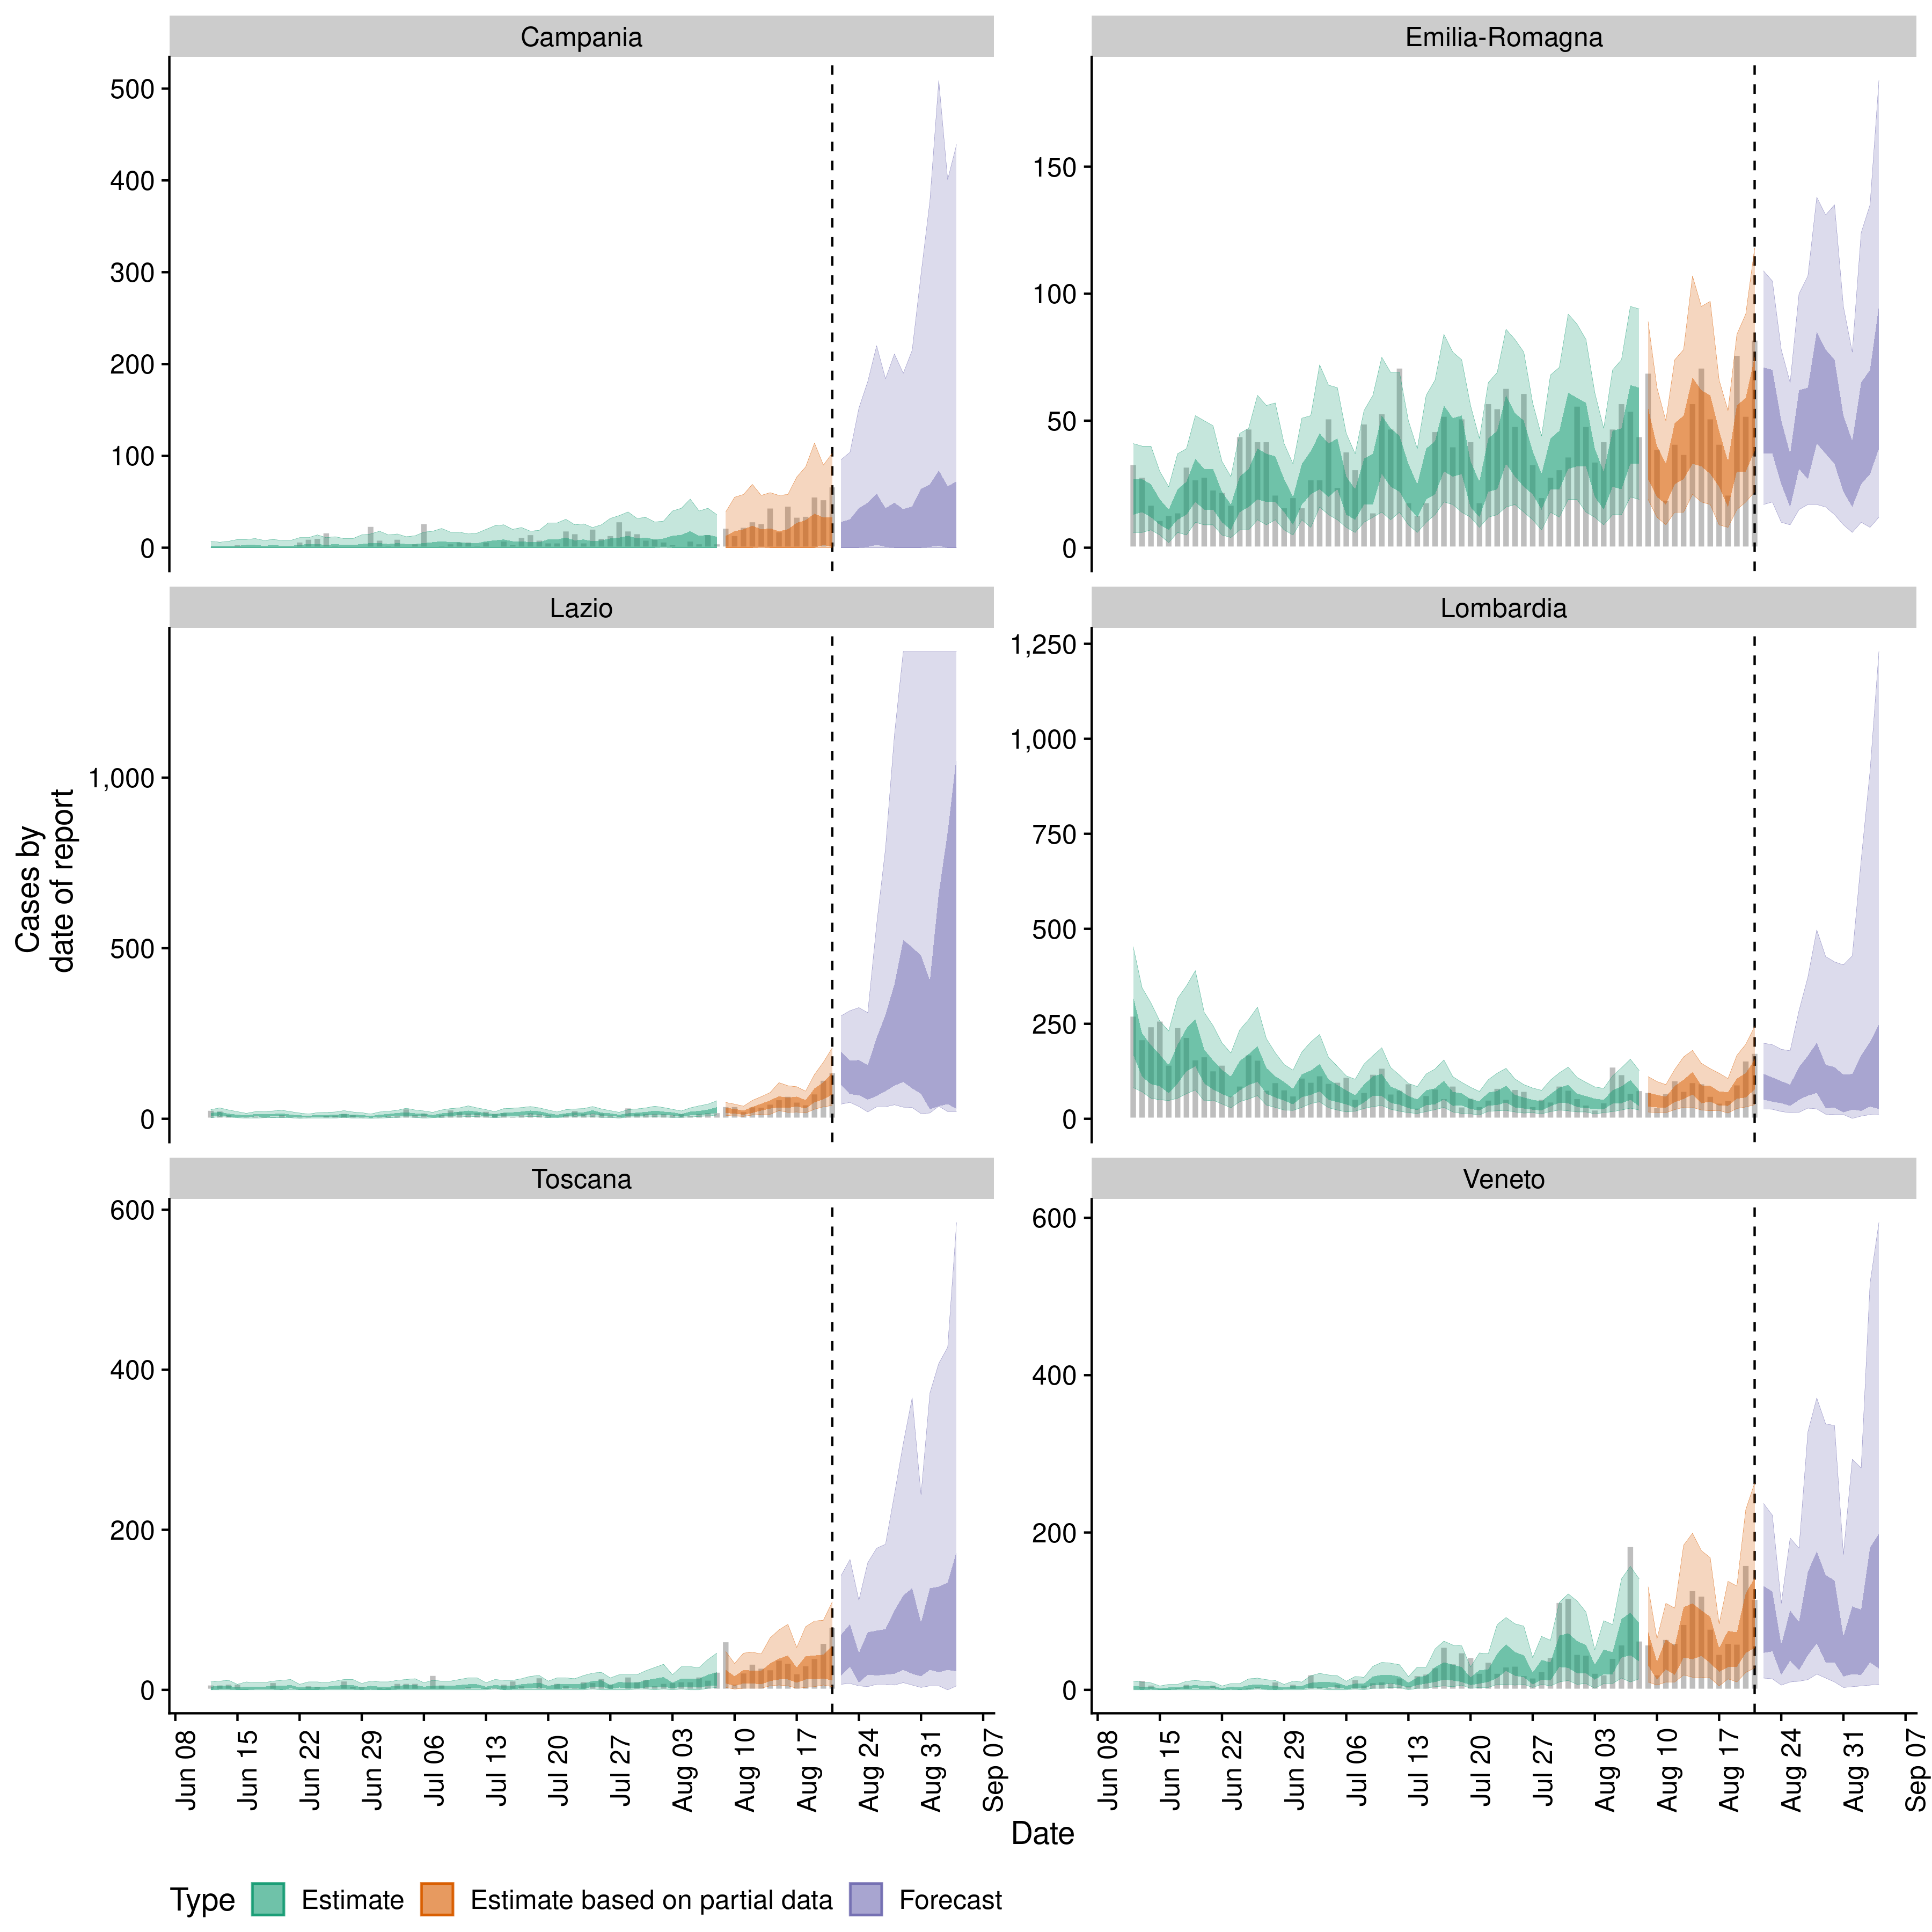 Campania
Emilia-Romagna
500
400
300
200
100
0
150
100
50
0
Lazio
Lombardia
1,000
500
0
1,250
1,000
750
500
250
0
Cases by
date of report
Toscana
Veneto
600
400
200
0
600
400
200
0
Jun 08
Jun 15
Jun 22
Jun 29
Jul 06
Jul 13
Jul 20
Jul 27
Aug 03
Aug 10
Aug 17
Aug 24
Aug 31
Sep 07
Jun 08
Jun 15
Jun 22
Jun 29
Jul 06
Jul 13
Jul 20
Jul 27
Aug 03
Aug 10
Aug 17
Aug 24
Aug 31
Sep 07
Date
Type Estimate Estimate based on partial data Forecast